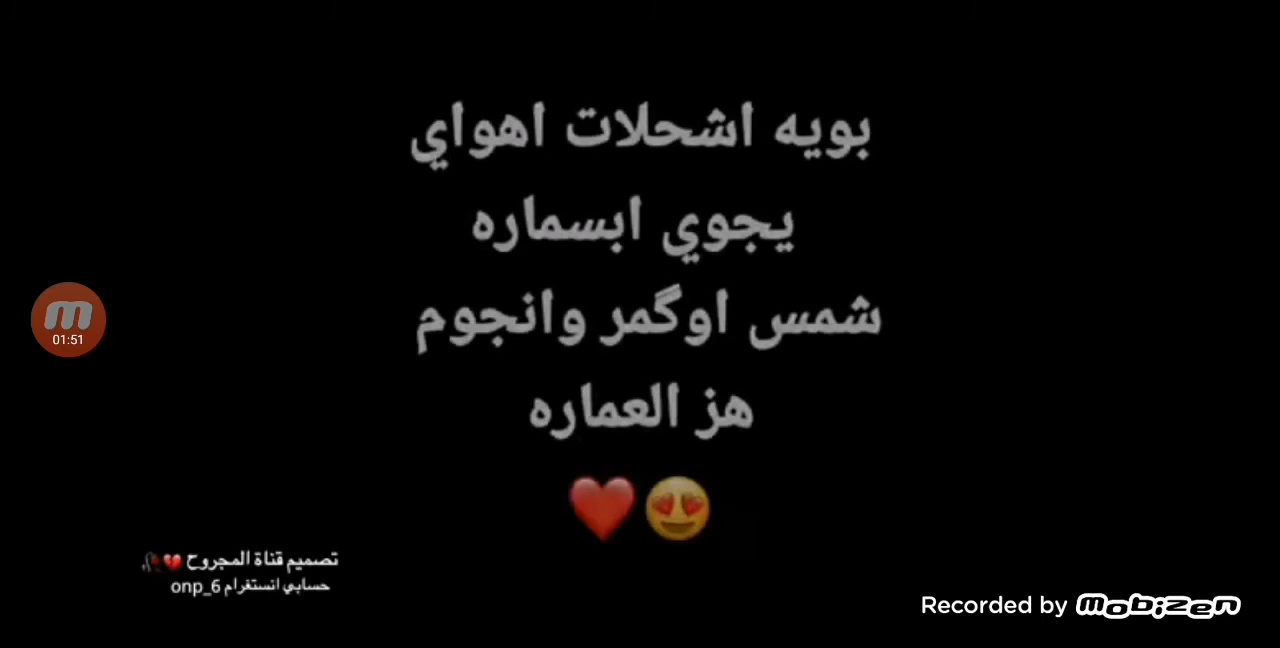 بويه اشحلات اهواي
يجوي ابسماره
شمس اوگمر وانجوم
هز العماره
😍❤️
01:51
تصميم قناة المجروح 💔🥀
حسابي انستغرام onp_6
Recorded by mobizen